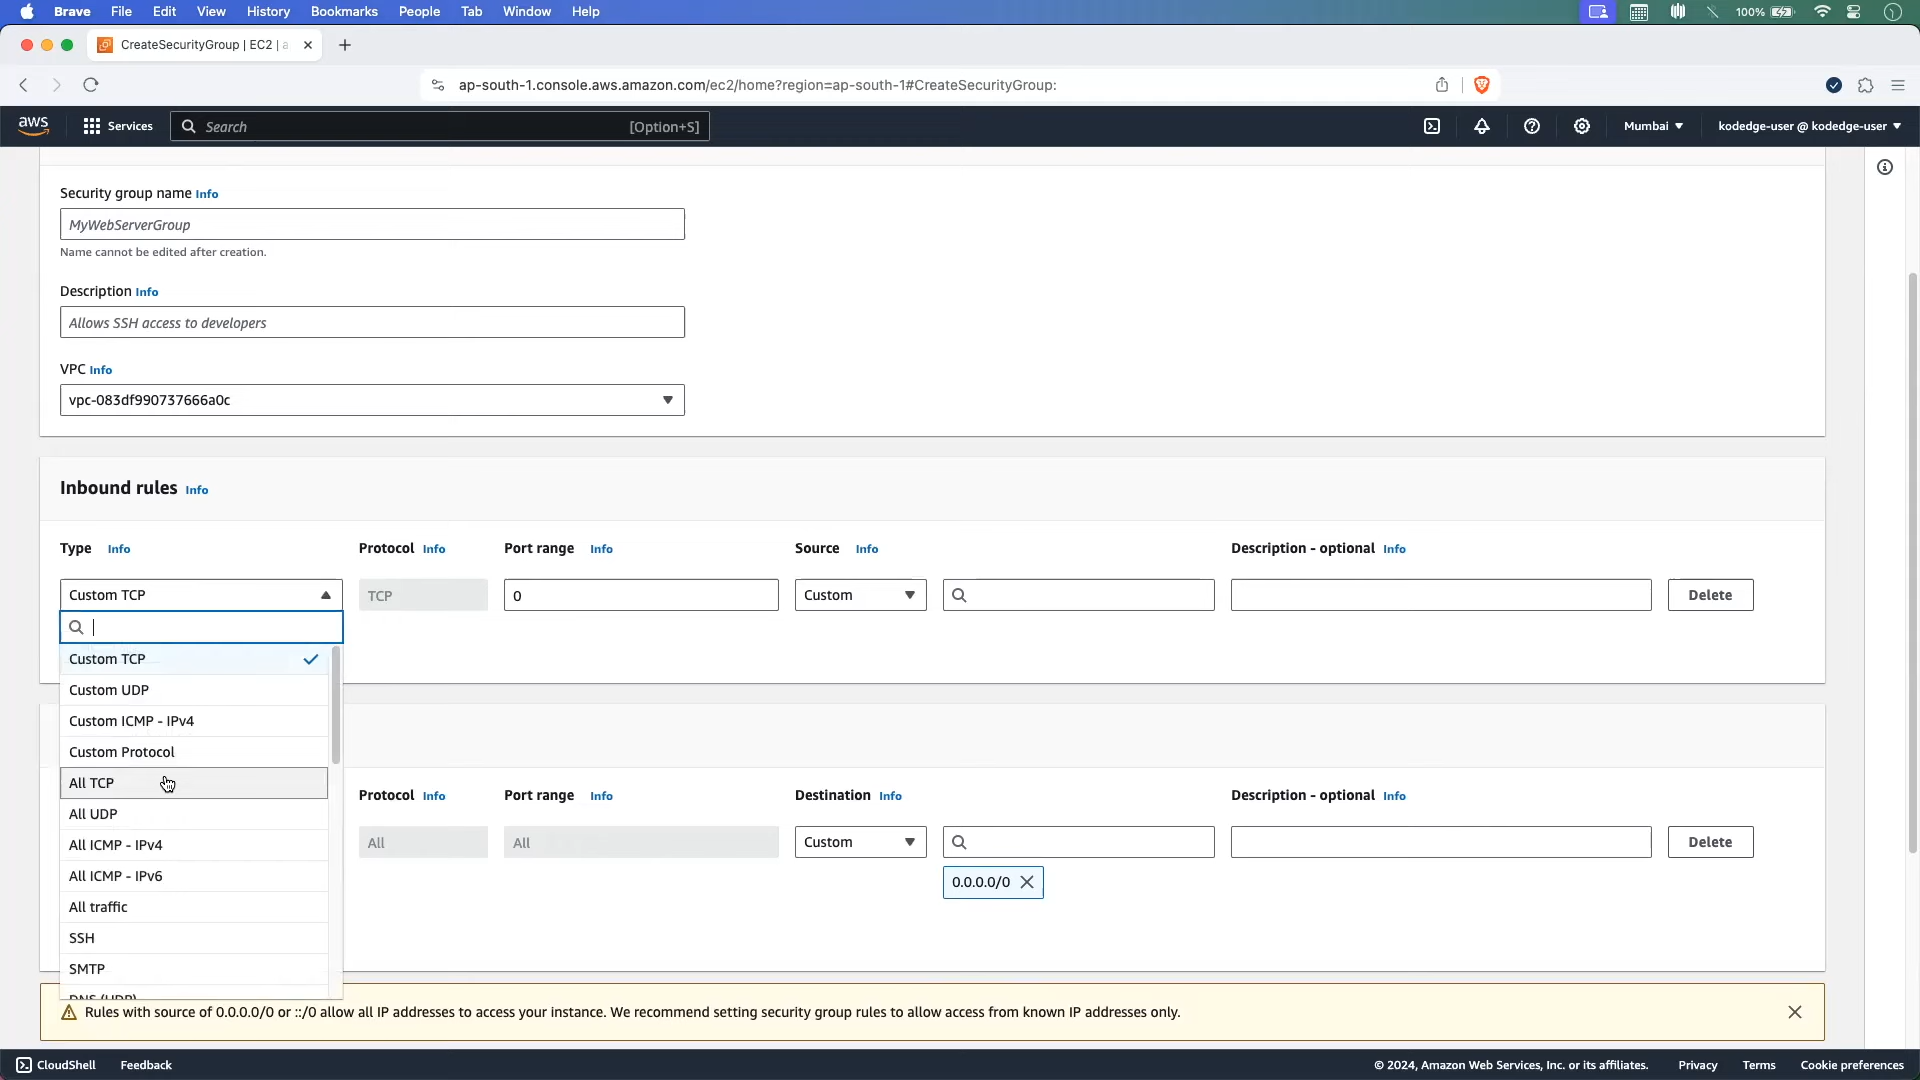 Brave File Edit View History Bookmarks People Tab Window Help 100%
CreateSecurityGroup | EC2 | a
ap-south-1.console.aws.amazon.com/ec2/home?region=ap-south-1#CreateSecurityGroup:
aws Services Search [Option+S] Mumbai kodedge-user @ kodedge-user
Security group name Info
MyWebServerGroup
Name cannot be edited after creation.
Description Info
Allows SSH access to developers
VPC Info
vpc-083df990737666a0c
Inbound rules Info
Type Info Protocol Info Port range Info Source Info Description - optional Info
Custom TCP TCP 0 Custom Delete
Custom TCP
Custom UDP
Custom ICMP - IPv4
Custom Protocol
All TCP
Protocol Info Port range Info Destination Info Description - optional Info
All UDP
All All Custom Delete
All ICMP - IPv4
All ICMP - IPv6
0.0.0.0/0
All traffic
SSH
SMTP
DNS (UDP)
Rules with source of 0.0.0.0/0 or ::/0 allow all IP addresses to access your instance. We recommend setting security group rules to allow access from known IP addresses only.
CloudShell Feedback © 2024, Amazon Web Services, Inc. or its affiliates. Privacy Terms Cookie preferences